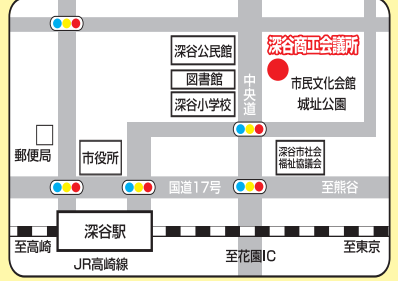 深谷商工会議所
深谷公民館
図書館
深谷小学校
中央道
市民文化会館
城址公園
郵便局
市役所
深谷市社会
福祉協議会
国道17号
至熊谷
深谷駅
至高崎
JR高崎線
至花園IC
至東京